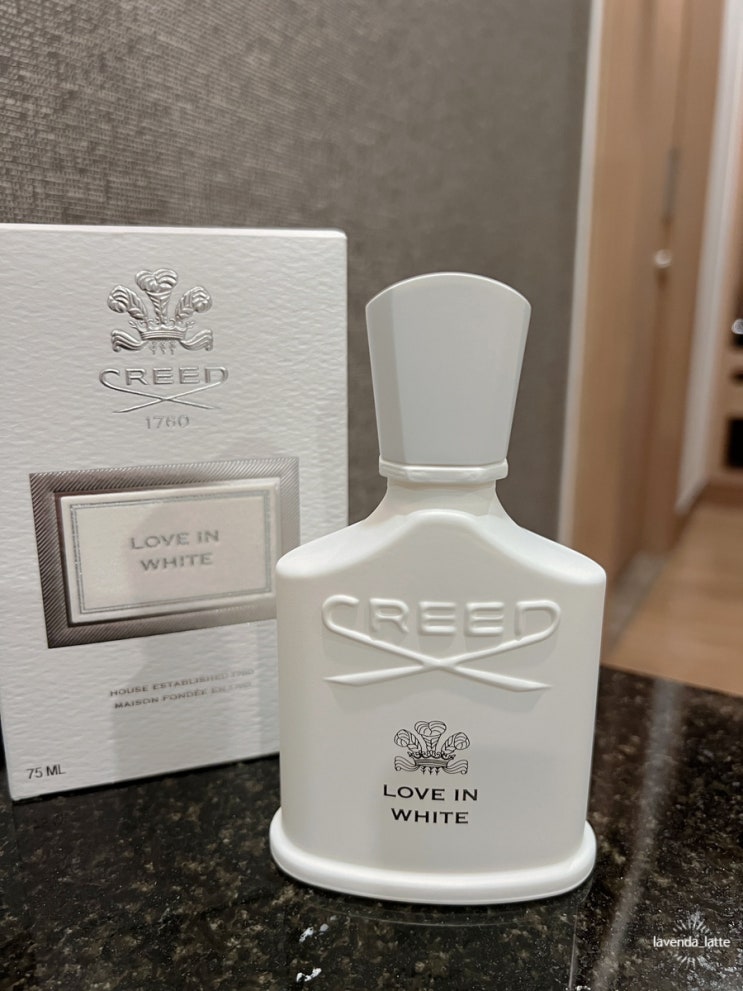 CREED
1760
LOVE IN
WHITE
HOUSE ESTABLISHED 1760
MAISON FONDÉE EN 1760
75 ML
CREED
LOVE IN
WHITE
lavenda_latte